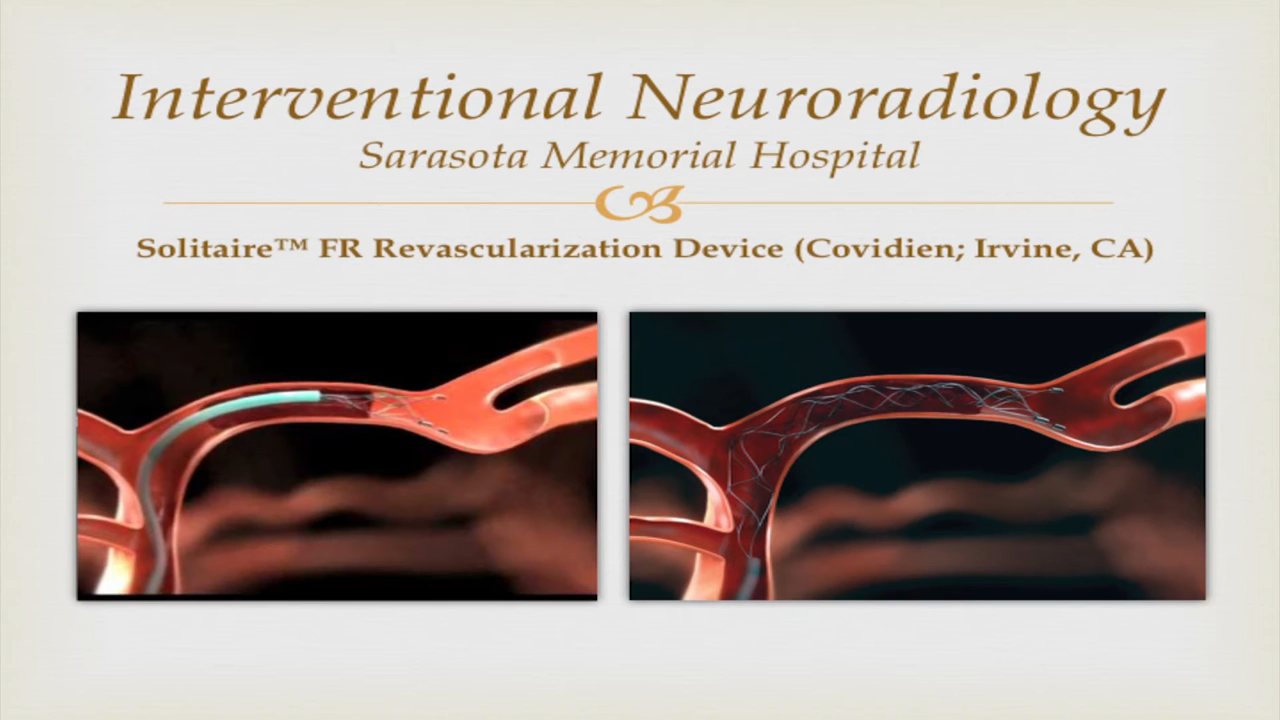 Interventional Neuroradiology
Sarasota Memorial Hospital
Solitaire™ FR Revascularization Device (Covidien; Irvine, CA)